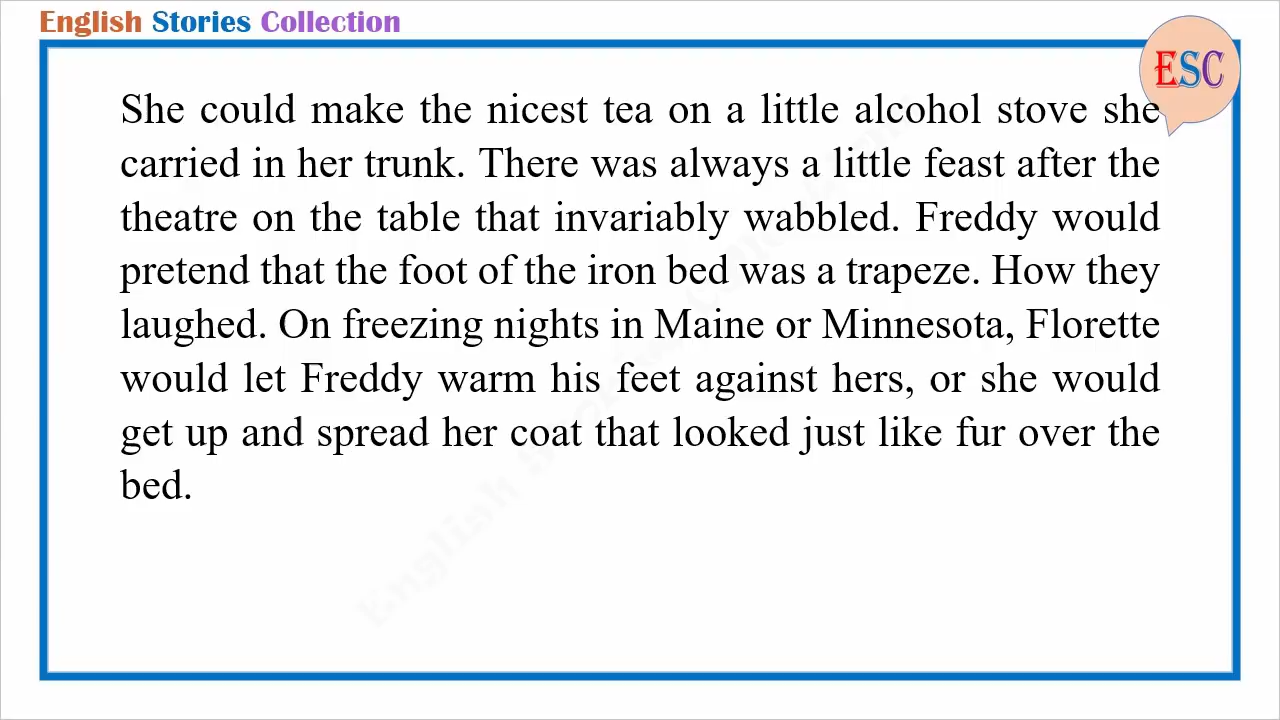 English Stories Collection
ESC
She could make the nicest tea on a little alcohol stove she
carried in her trunk. There was always a little feast after the
theatre on the table that invariably wabbled. Freddy would
pretend that the foot of the iron bed was a trapeze. How they
laughed. On freezing nights in Maine or Minnesota, Florette
would let Freddy warm his feet against hers, or she would
get up and spread her coat that looked just like fur over the
bed.
English Stories Collection